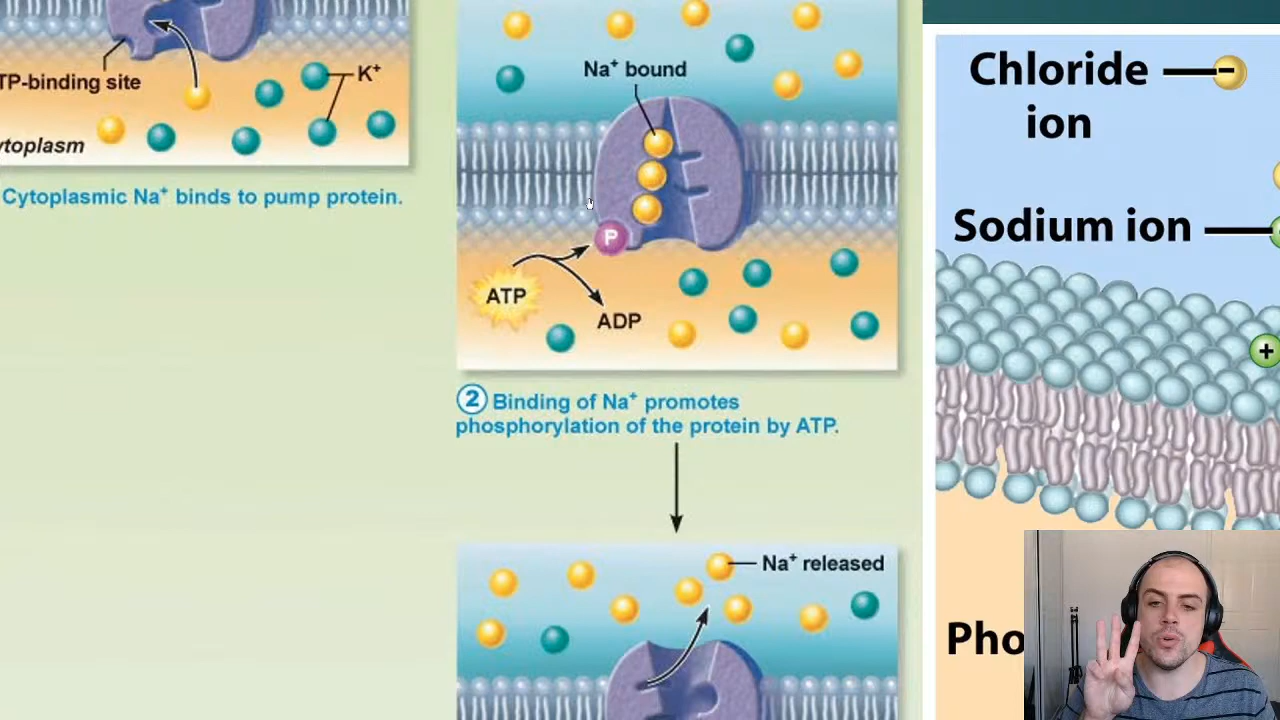 TP-binding site
K⁺
ytoplasm
Cytoplasmic Na⁺ binds to pump protein.
Na⁺ bound
P
ATP
ADP
2 Binding of Na⁺ promotes
phosphorylation of the protein by ATP.
Na⁺ released
Chloride
ion
−
Sodium ion
+
Pho